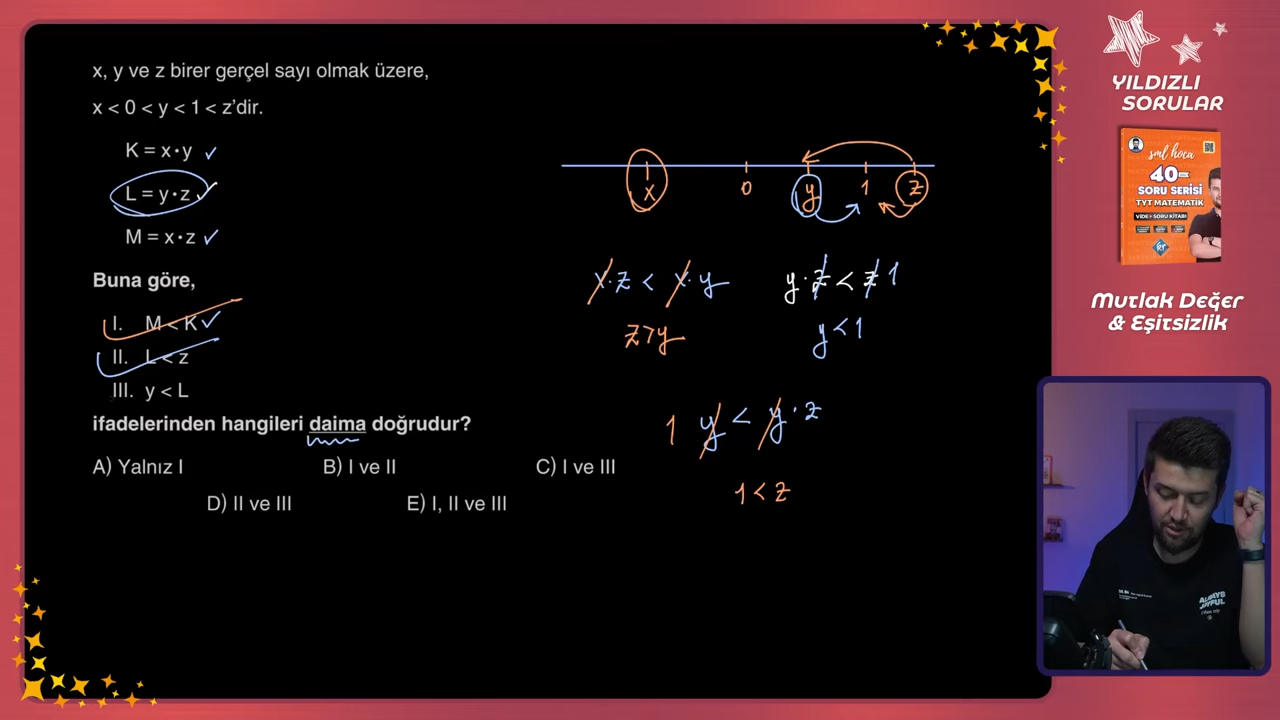 x, y ve z birer gerçel sayı olmak üzere,
x < 0 < y < 1 < z'dir.
K = x • y ✓
L = y • z ✓
M = x • z ✓
Buna göre,
I. M < K ✓
II. L < z
III. y < L
ifadelerinden hangileri daima doğrudur?
A) Yalnız I
B) I ve II
C) I ve III
D) II ve III
E) I, II ve III
x 0 y 1 z
x · z < x · y
z > y
y · z < z 1
y < 1
1 y < y · z
1 < z
YILDIZLI
SORULAR
sml hoca
40
SORU SERİSİ
TYT MATEMATİK
Mutlak Değer
& Eşitsizlik
ALWAYS
JOYFUL